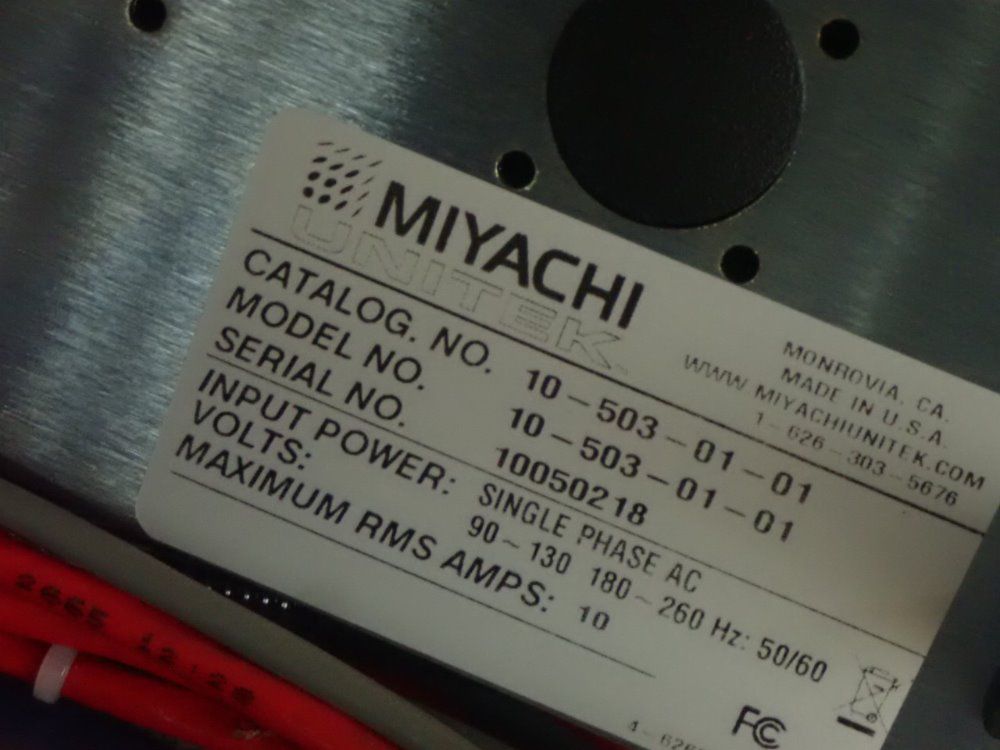 MIYACHI
UNITEK
MONROVIA, CA.
MADE IN U.S.A.
WWW MIYACHIUNITEK.COM
1-626-303-5676
CATALOG. NO. 10-503-01-01
MODEL NO. 10-503-01-01
SERIAL NO. 10050218
INPUT POWER: SINGLE PHASE AC
VOLTS: 90~130 180~260 Hz: 50/60
MAXIMUM RMS AMPS: 10
FC